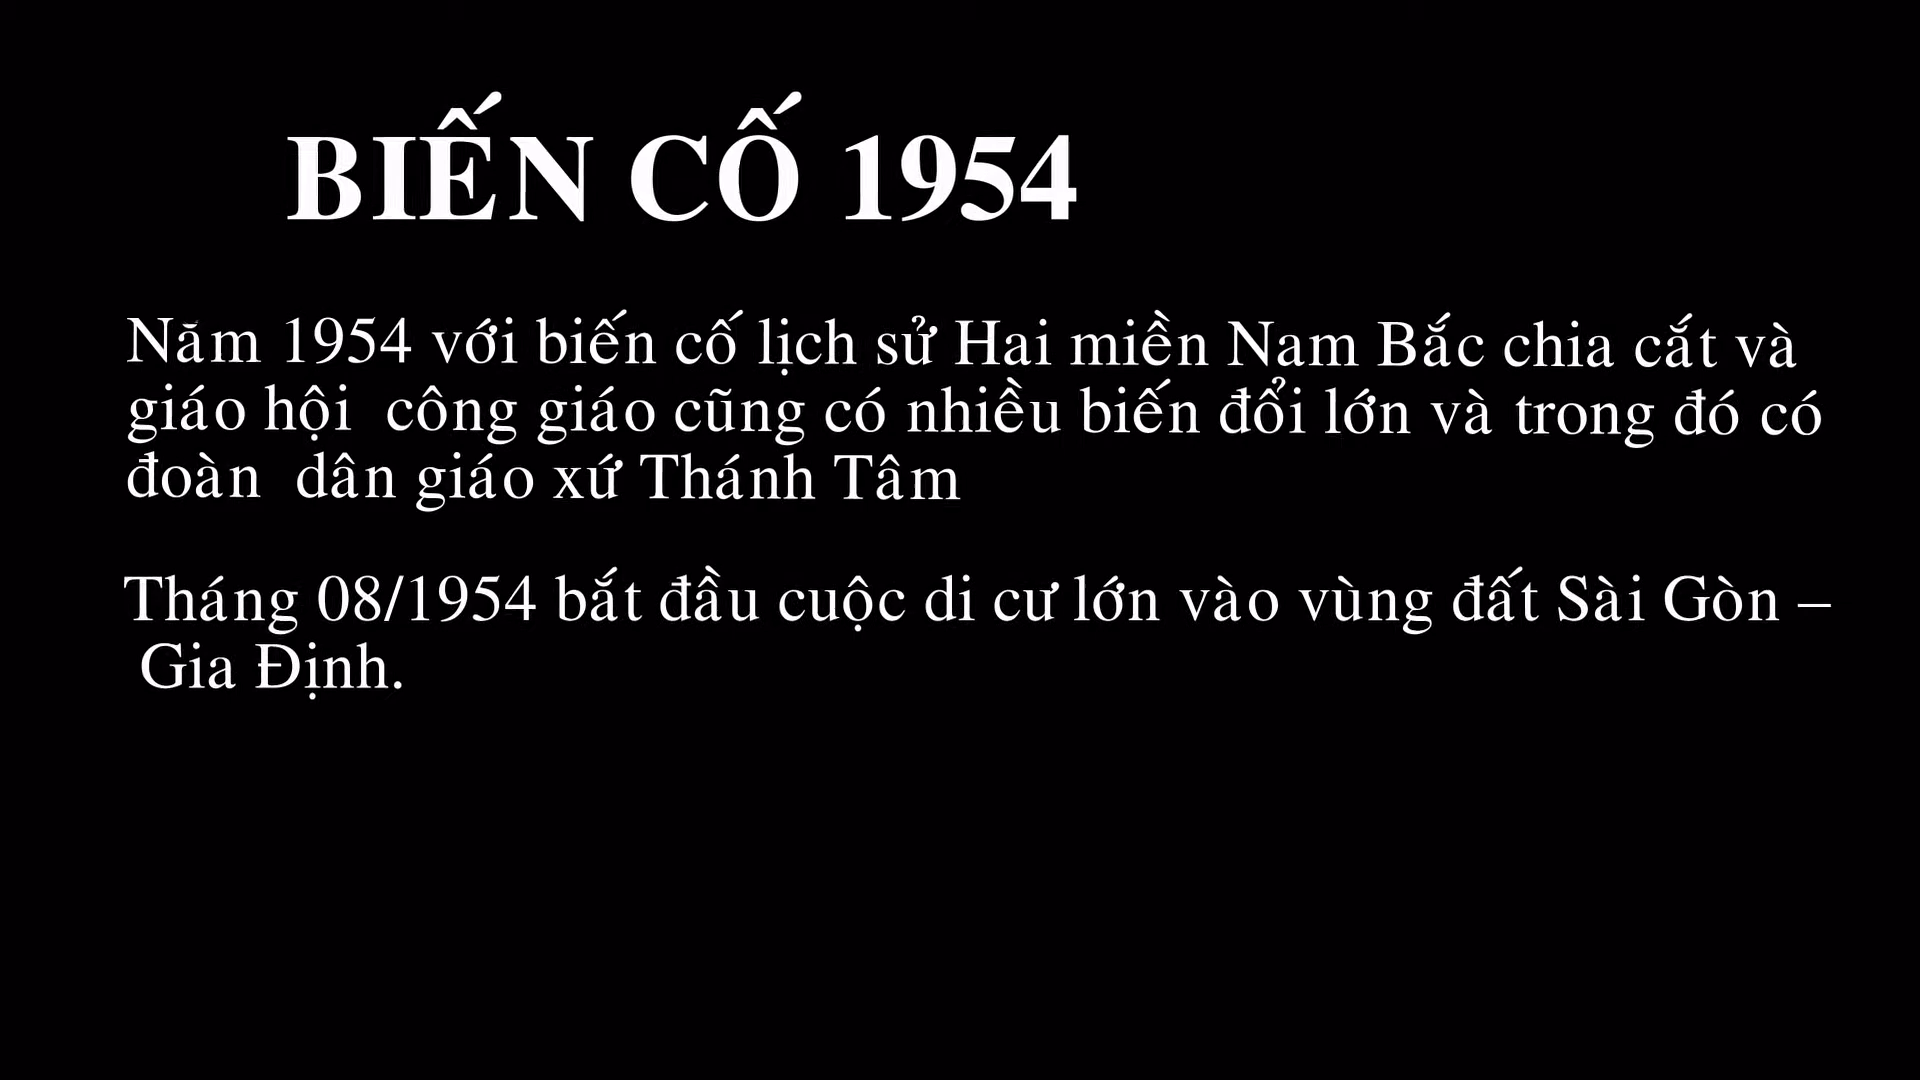 BIẾN CỐ 1954
Năm 1954 với biến cố lịch sử Hai miền Nam Bắc chia cắt và
giáo hội công giáo cũng có nhiều biến đổi lớn và trong đó có
đoàn dân giáo xứ Thánh Tâm
Tháng 08/1954 bắt đầu cuộc di cư lớn vào vùng đất Sài Gòn –
Gia Định.